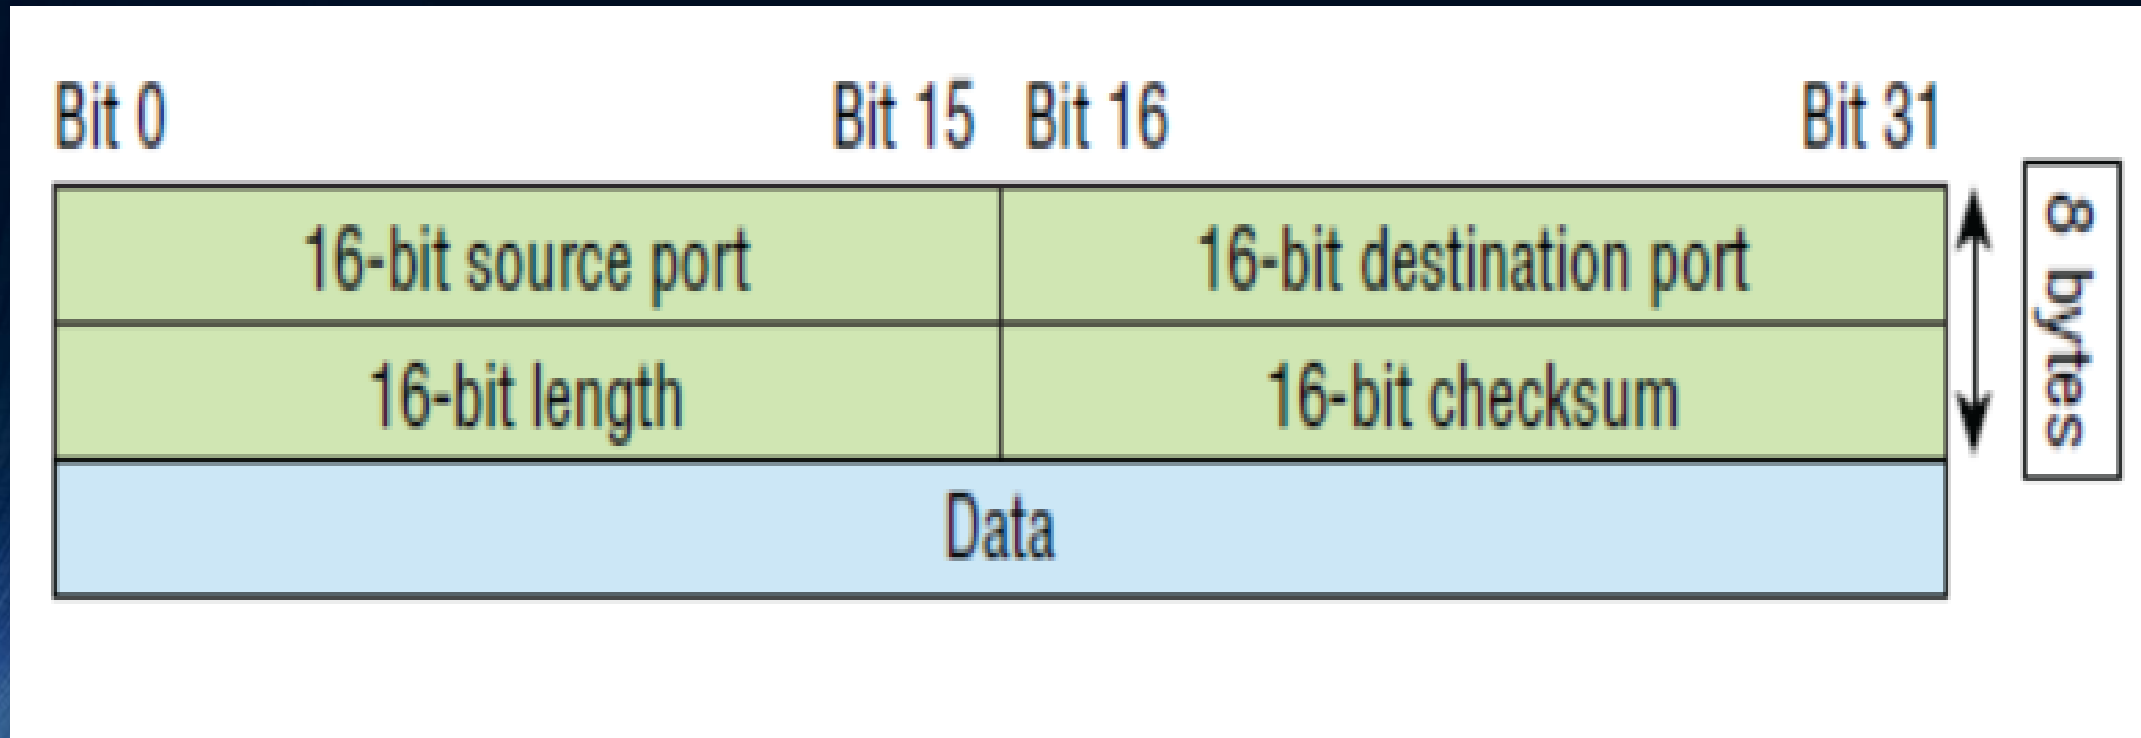 Bit 0 Bit 15 Bit 16 Bit 31
16-bit source port 16-bit destination port
16-bit length 16-bit checksum
Data
8 bytes